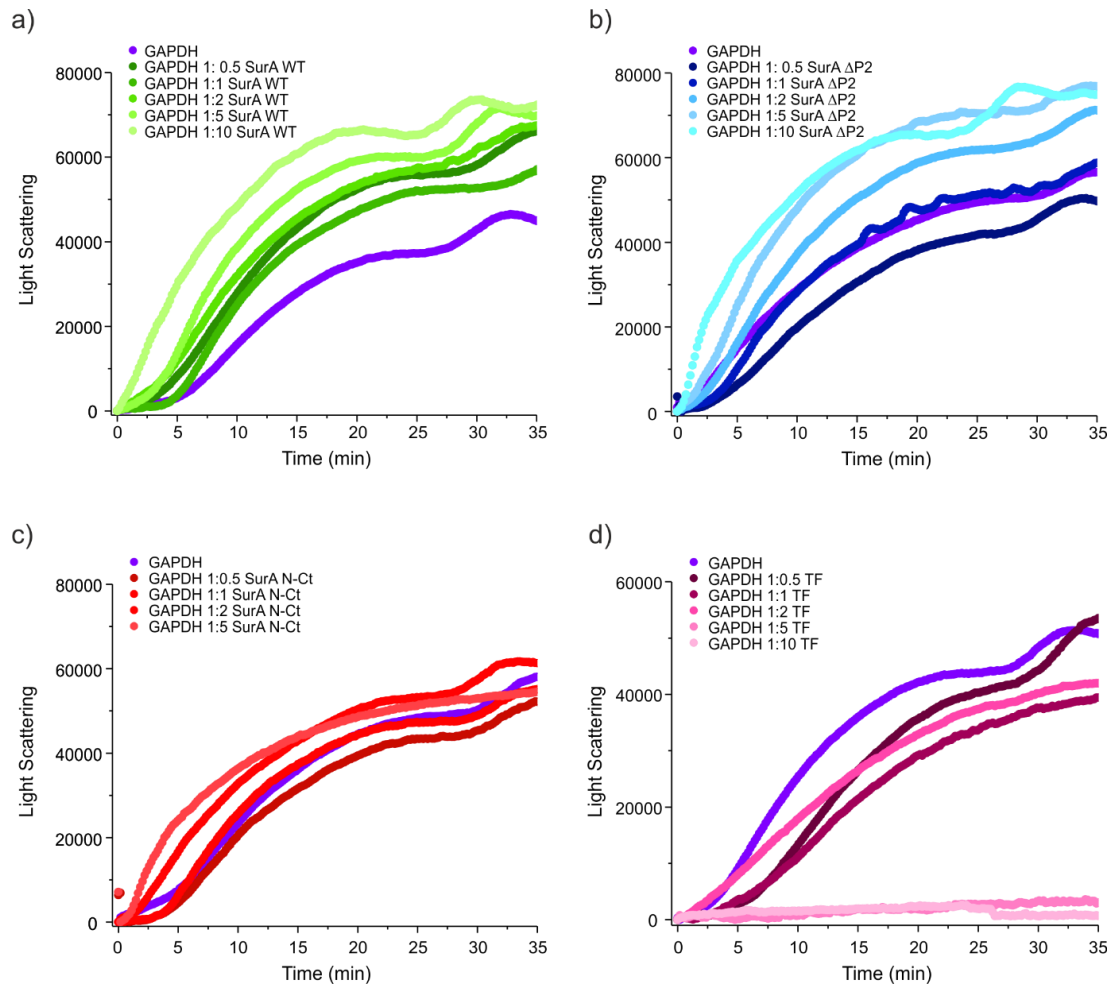 a)
GAPDH
GAPDH 1: 0.5 SurA WT
GAPDH 1:1 SurA WT
GAPDH 1:2 SurA WT
GAPDH 1:5 SurA WT
GAPDH 1:10 SurA WT
80000
60000
40000
20000
0
Light Scattering
0 5 10 15 20 25 30 35
Time (min)
b)
GAPDH
GAPDH 1: 0.5 SurA ΔP2
GAPDH 1:1 SurA ΔP2
GAPDH 1:2 SurA ΔP2
GAPDH 1:5 SurA ΔP2
GAPDH 1:10 SurA ΔP2
80000
60000
40000
20000
0
Light Scattering
0 5 10 15 20 25 30 35
Time (min)
c)
GAPDH
GAPDH 1:0.5 SurA N-Ct
GAPDH 1:1 SurA N-Ct
GAPDH 1:2 SurA N-Ct
GAPDH 1:5 SurA N-Ct
80000
60000
40000
20000
0
Light Scattering
0 5 10 15 20 25 30 35
Time (min)
d)
GAPDH
GAPDH 1:0.5 TF
GAPDH 1:1 TF
GAPDH 1:2 TF
GAPDH 1:5 TF
GAPDH 1:10 TF
60000
40000
20000
0
Light Scattering
0 5 10 15 20 25 30 35
Time (min)